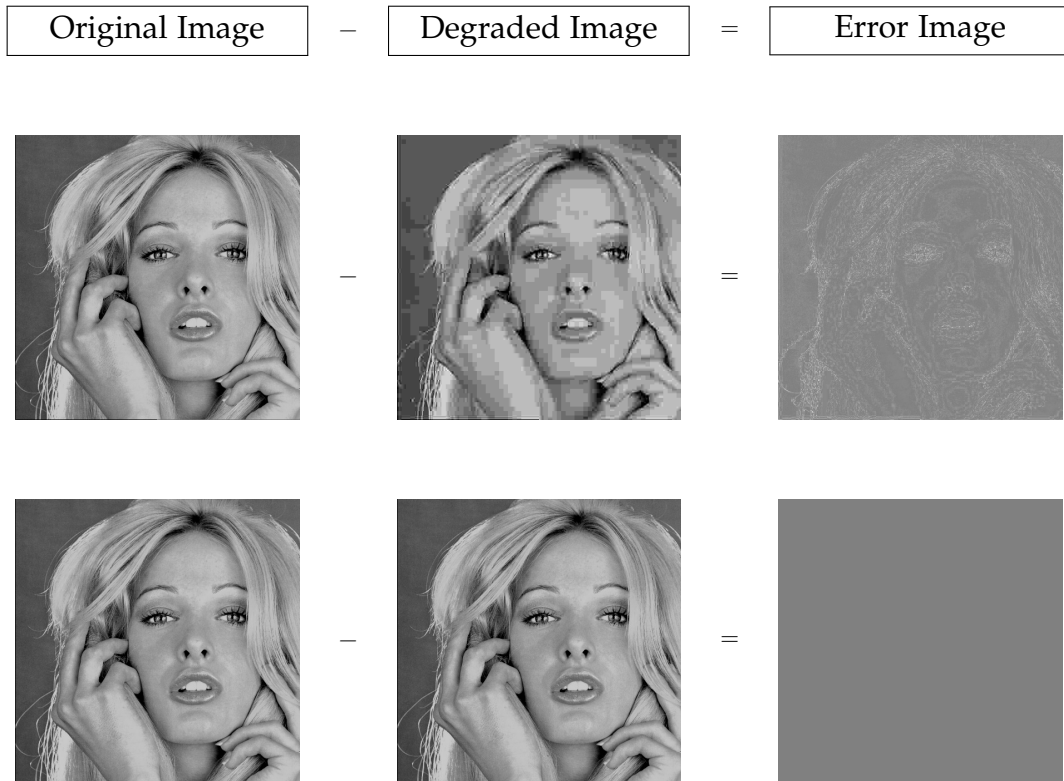 Original Image – Degraded Image = Error Image
– =
– =